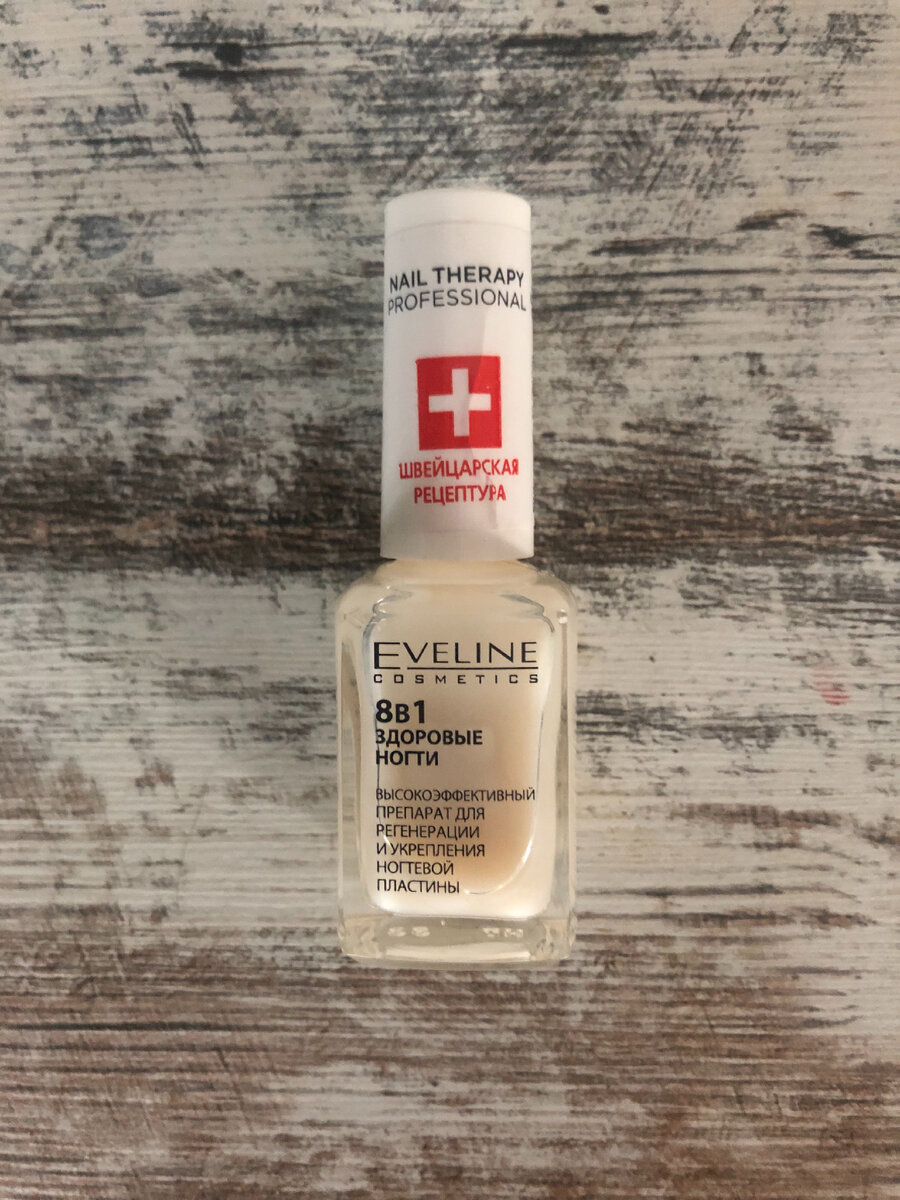 NAIL THERAPY
PROFESSIONAL
ШВЕЙЦАРСКАЯ
РЕЦЕПТУРА
EVELINE
COSMETICS
8В1
ЗДОРОВЫЕ
НОГТИ
ВЫСОКОЭФФЕКТИВНЫЙ
ПРЕПАРАТ ДЛЯ
РЕГЕНЕРАЦИИ
И УКРЕПЛЕНИЯ
НОГТЕВОЙ
ПЛАСТИНЫ